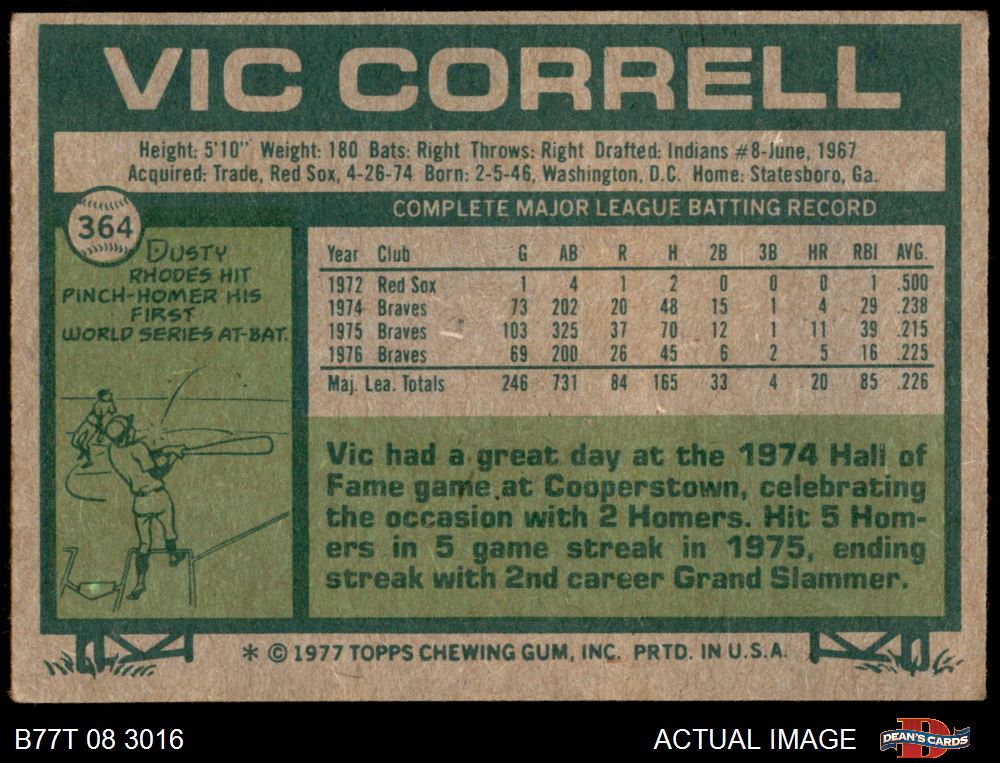 VIC CORRELL
Height: 5'10" Weight: 180 Bats: Right Throws: Right Drafted: Indians #8-June, 1967
Acquired: Trade, Red Sox, 4-26-74 Born: 2-5-46, Washington, D.C. Home: Statesboro, Ga.
364
DUSTY
RHODES HIT
PINCH-HOMER HIS
FIRST
WORLD SERIES AT-BAT.
COMPLETE MAJOR LEAGUE BATTING RECORD
Year Club G AB R H 2B 3B HR RBI AVG.
1972 Red Sox 1 4 1 2 0 0 0 1 .500
1974 Braves 73 202 20 48 15 1 4 29 .238
1975 Braves 103 325 37 70 12 1 11 39 .215
1976 Braves 69 200 26 45 6 2 5 16 .225
Maj. Lea. Totals 246 731 84 165 33 4 20 85 .226
Vic had a great day at the 1974 Hall of
Fame game at Cooperstown, celebrating
the occasion with 2 Homers. Hit 5 Hom-
ers in 5 game streak in 1975, ending
streak with 2nd career Grand Slammer.
* © 1977 TOPPS CHEWING GUM, INC. PRTD. IN U.S.A.
B77T 08 3016
ACTUAL IMAGE
D
DEAN'S CARDS